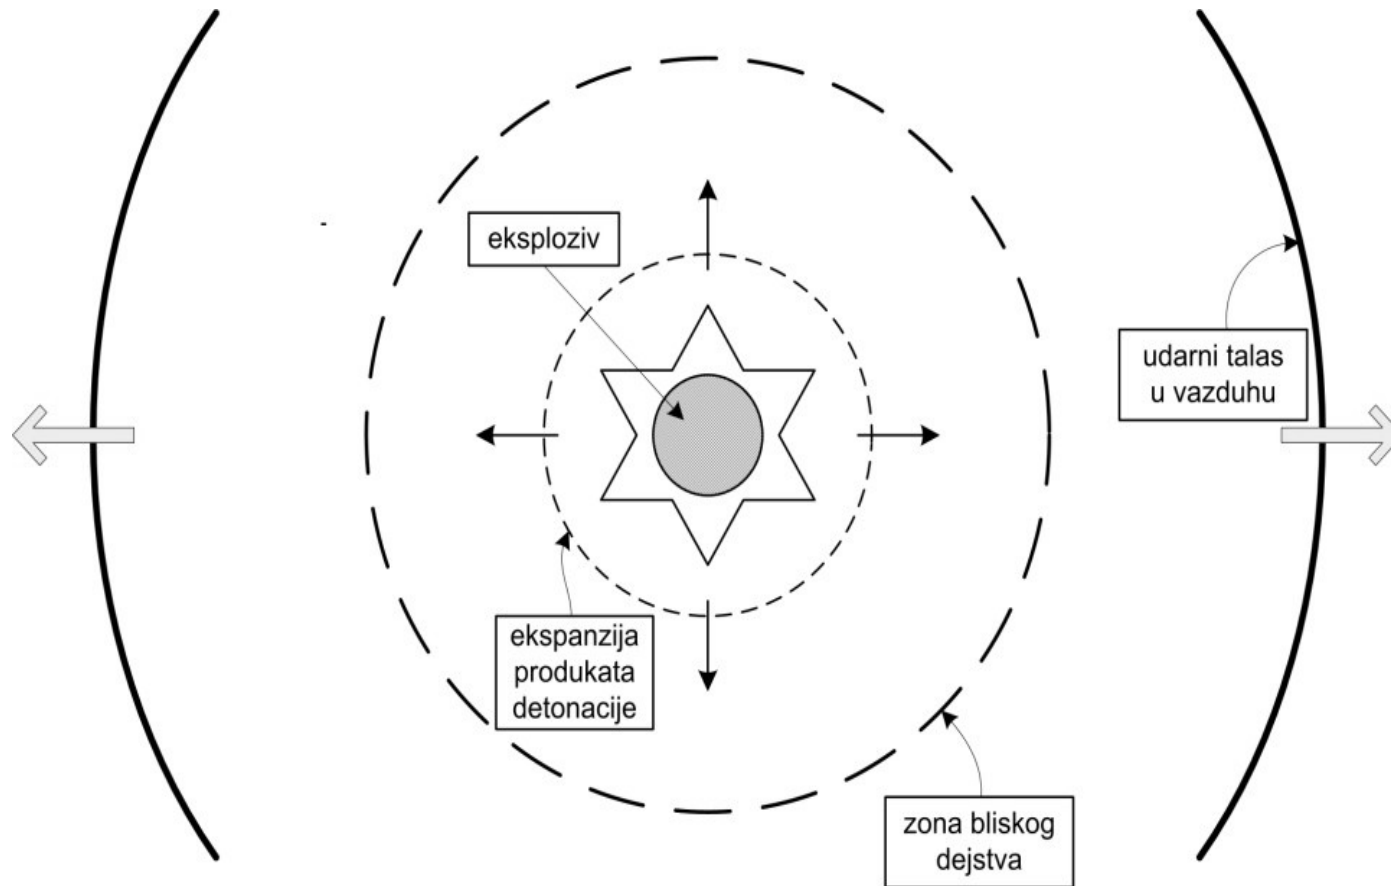 eksploziv
udarni talas
u vazduhu
ekspanzija
produkata
detonacije
zona bliskog
dejstva